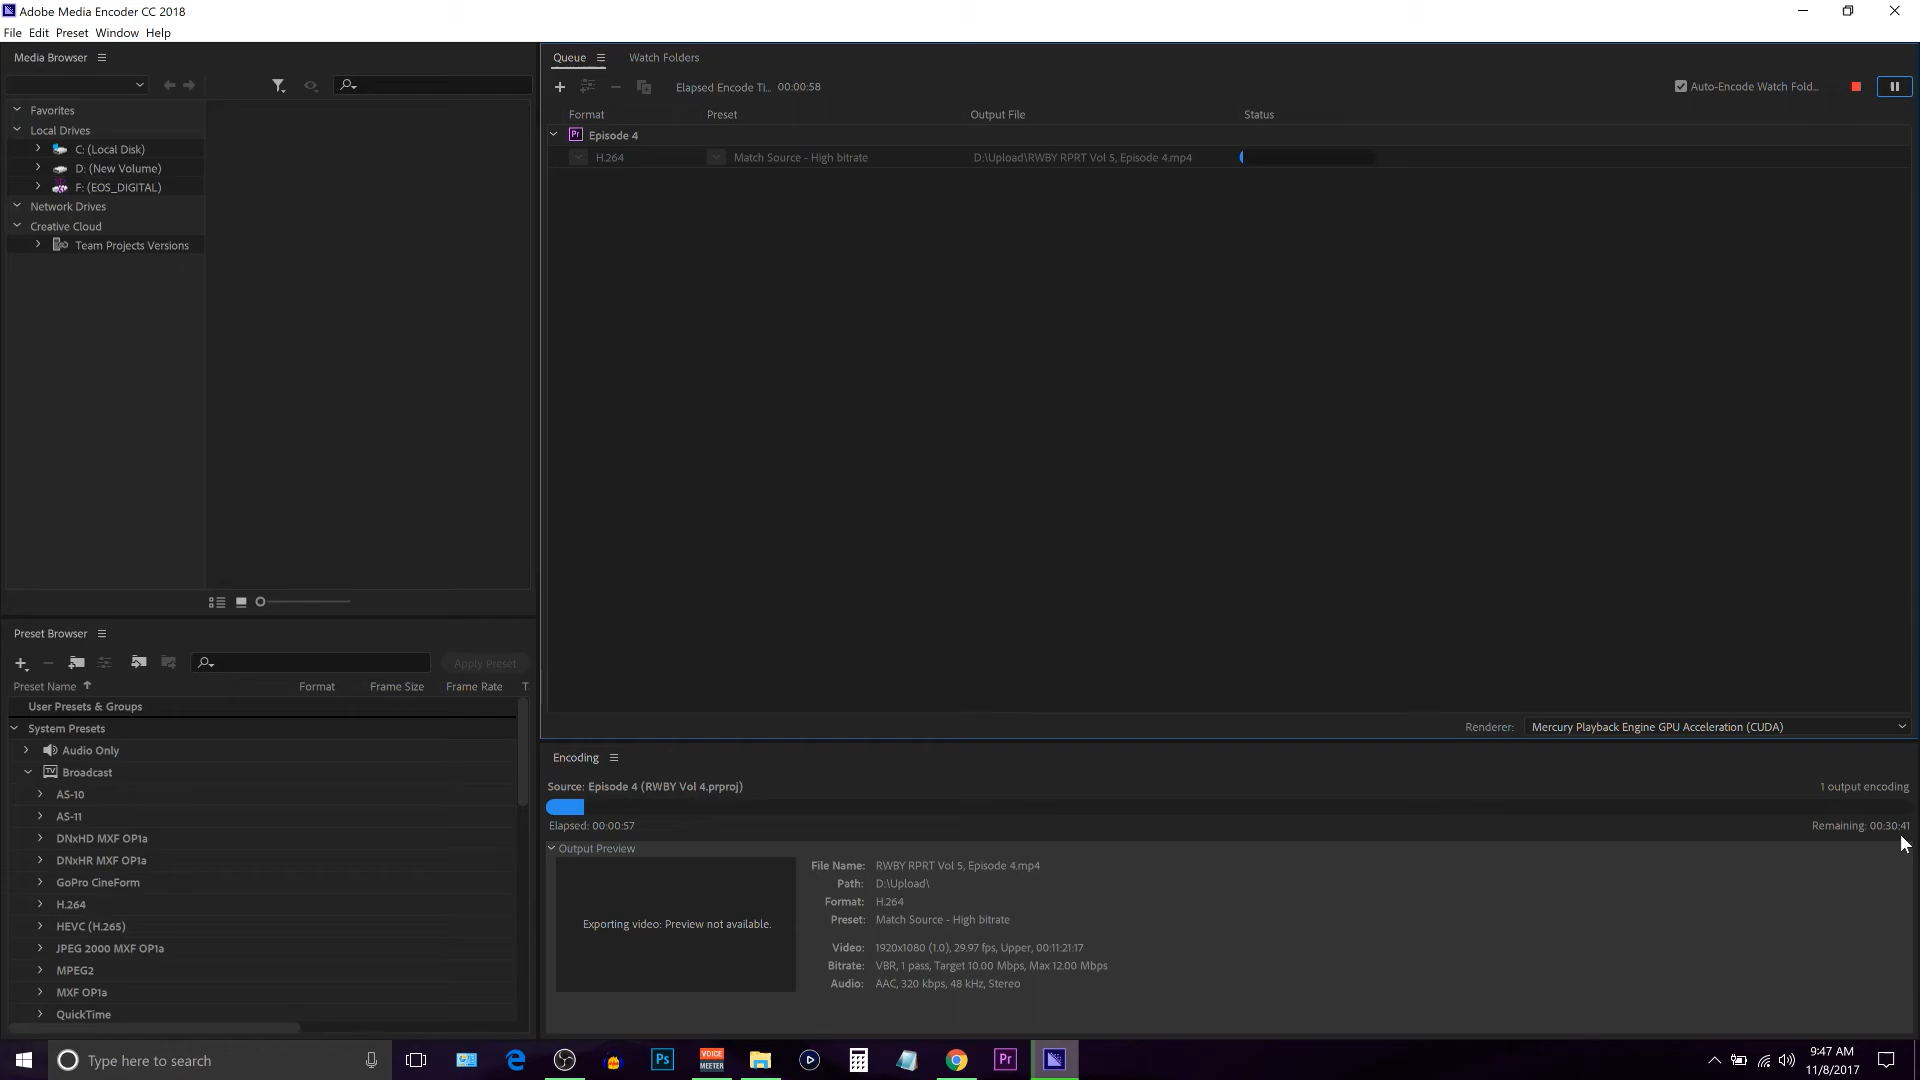 Adobe Media Encoder CC 2018
File Edit Preset Window Help
Media Browser
Favorites
Local Drives
C: (Local Disk)
D: (New Volume)
F: (EOS_DIGITAL)
Network Drives
Creative Cloud
Team Projects Versions
Queue
Watch Folders
Elapsed Encode Ti... 00:00:58
Auto-Encode Watch Fold...
Format Preset Output File Status
Pr Episode 4
H.264 Match Source - High bitrate D:\Upload\RWBY RPRT Vol 5, Episode 4.mp4
Renderer: Mercury Playback Engine GPU Acceleration (CUDA)
Preset Browser
Apply Preset
Preset Name Format Frame Size Frame Rate T
User Presets & Groups
System Presets
Audio Only
TV Broadcast
AS-10
AS-11
DNxHD MXF OP1a
DNxHR MXF OP1a
GoPro CineForm
H.264
HEVC (H.265)
JPEG 2000 MXF OP1a
MPEG2
MXF OP1a
QuickTime
Encoding
Source: Episode 4 (RWBY Vol 4.prproj)
1 output encoding
Elapsed: 00:00:57
Remaining: 00:30:41
Output Preview
Exporting video: Preview not available.
File Name: RWBY RPRT Vol 5, Episode 4.mp4
Path: D:\Upload\
Format: H.264
Preset: Match Source - High bitrate
Video: 1920x1080 (1.0), 29.97 fps, Upper, 00:11:21:17
Bitrate: VBR, 1 pass, Target 10.00 Mbps, Max 12.00 Mbps
Audio: AAC, 320 kbps, 48 kHz, Stereo
Type here to search
Ps
VOICE
MEETER
Pr
9:47 AM
11/8/2017